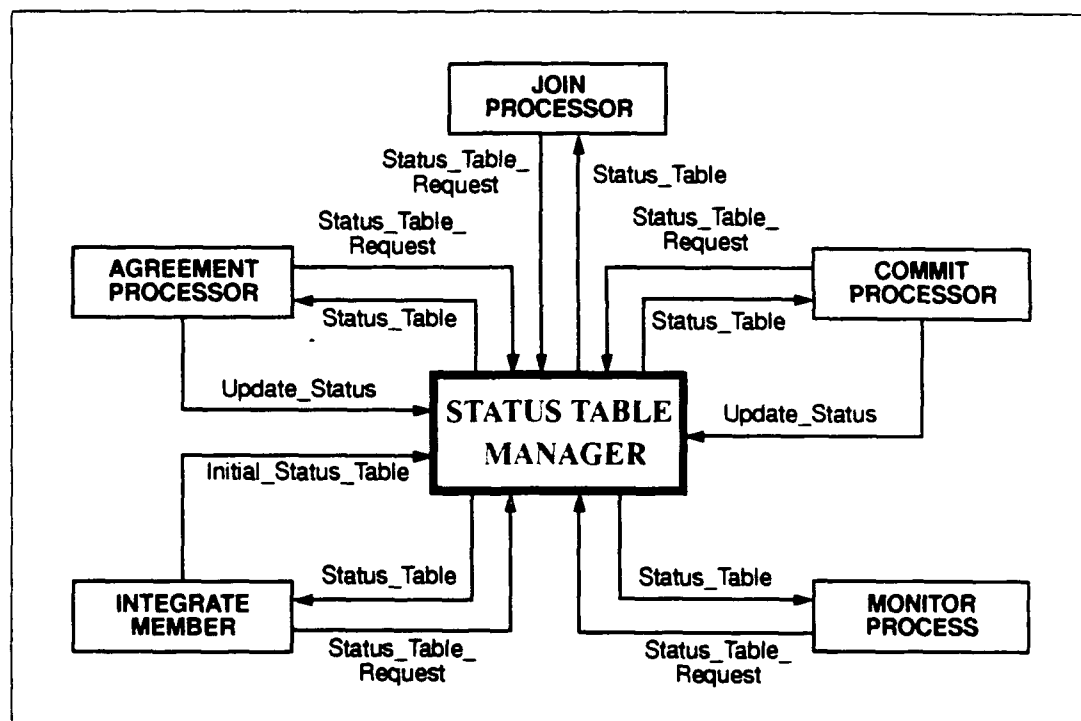 JOIN
PROCESSOR
Status_Table_
Request
Status_Table
Status_Table_
Request
Status_Table_
Request
AGREEMENT
PROCESSOR
COMMIT
PROCESSOR
Status_Table
Status_Table
Update_Status
STATUS TABLE
MANAGER
Update_Status
Initial_Status_Table
Status_Table
Status_Table
INTEGRATE
MEMBER
MONITOR
PROCESS
Status_Table_
Request
Status_Table_
Request